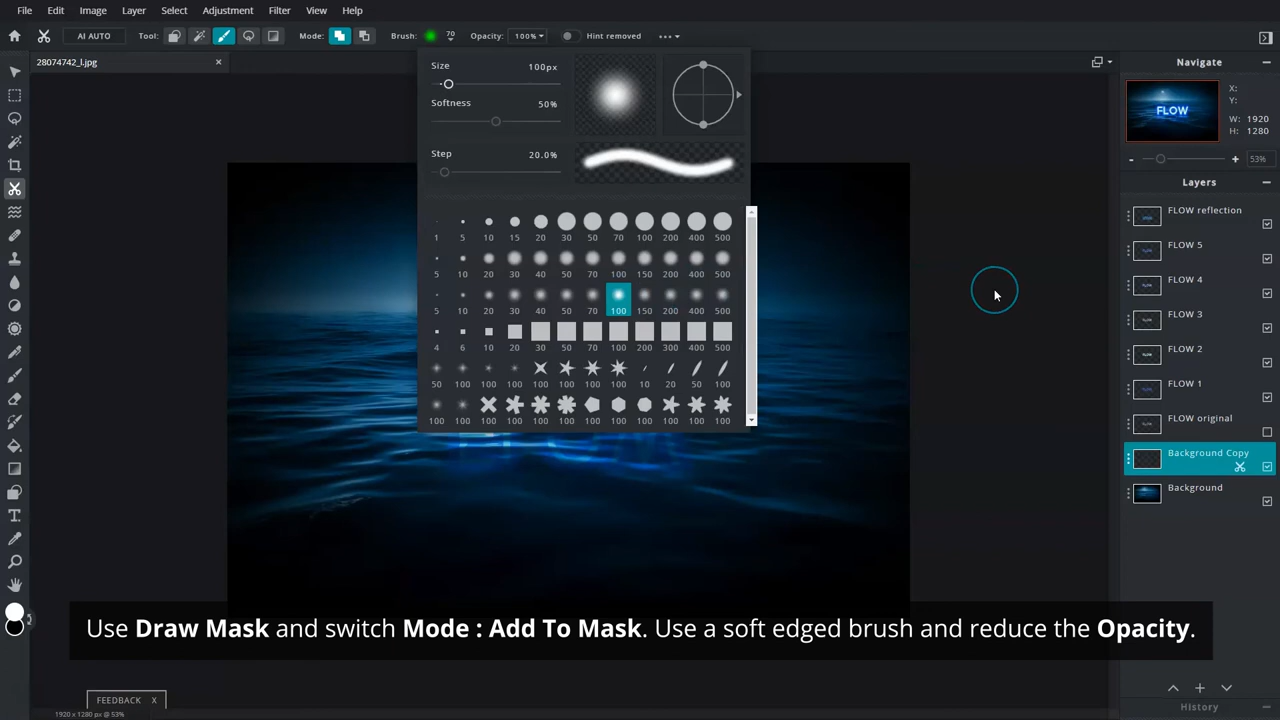 File Edit Image Layer Select Adjustment Filter View Help
AI AUTO Tool: Mode: Brush: 70 Opacity: 100% Hint removed
28074742_l.jpg
Size 100px
Softness 50%
Step 20.0%
1 5 10 15 20 30 50 70 100 200 400 500
5 10 20 30 40 50 70 100 150 200 400 500
5 10 20 30 40 50 70 100 150 200 400 500
4 6 10 20 30 50 70 100 200 300 400 500
50 100 100 100 100 100 100 100 10 20 50 100
100 100 100 100 100 100 100 100 100 100 100 100
Navigate
FLOW
X:
Y:
W: 1920
H: 1280
53%
Layers
FLOW reflection
FLOW 5
FLOW 4
FLOW 3
FLOW 2
FLOW 1
FLOW original
Background Copy
Background
Use Draw Mask and switch Mode : Add To Mask. Use a soft edged brush and reduce the Opacity.
FEEDBACK X
1920 x 1280 px @ 53%
History